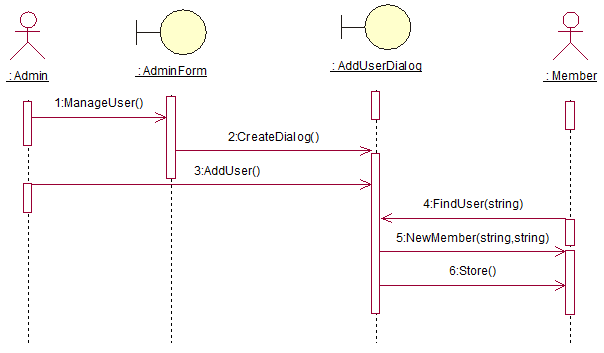 : Admin
: AdminForm
: AddUserDialog
: Member
1:ManageUser()
2:CreateDialog()
3:AddUser()
4:FindUser(string)
5:NewMember(string,string)
6:Store()